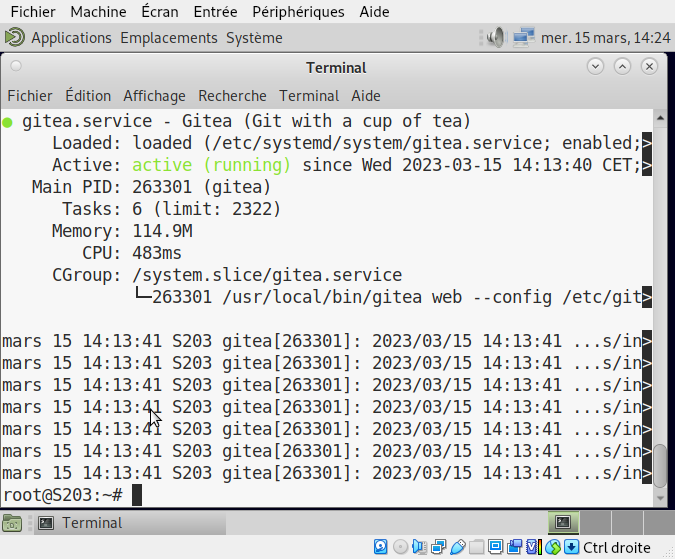 Fichier Machine Écran Entrée Périphériques Aide
Applications Emplacements Système mer. 15 mars, 14:24
Terminal
Fichier Édition Affichage Recherche Terminal Aide
● gitea.service - Gitea (Git with a cup of tea)
Loaded: loaded (/etc/systemd/system/gitea.service; enabled;>
Active: active (running) since Wed 2023-03-15 14:13:40 CET;>
Main PID: 263301 (gitea)
Tasks: 6 (limit: 2322)
Memory: 114.9M
CPU: 483ms
CGroup: /system.slice/gitea.service
└─263301 /usr/local/bin/gitea web --config /etc/git>
mars 15 14:13:41 S203 gitea[263301]: 2023/03/15 14:13:41 ...s/in>
mars 15 14:13:41 S203 gitea[263301]: 2023/03/15 14:13:41 ...s/in>
mars 15 14:13:41 S203 gitea[263301]: 2023/03/15 14:13:41 ...s/in>
mars 15 14:13:41 S203 gitea[263301]: 2023/03/15 14:13:41 ...s/in>
mars 15 14:13:41 S203 gitea[263301]: 2023/03/15 14:13:41 ...s/in>
mars 15 14:13:41 S203 gitea[263301]: 2023/03/15 14:13:41 ...s/in>
mars 15 14:13:41 S203 gitea[263301]: 2023/03/15 14:13:41 ...s/in>
root@S203:~#
Terminal
Ctrl droite